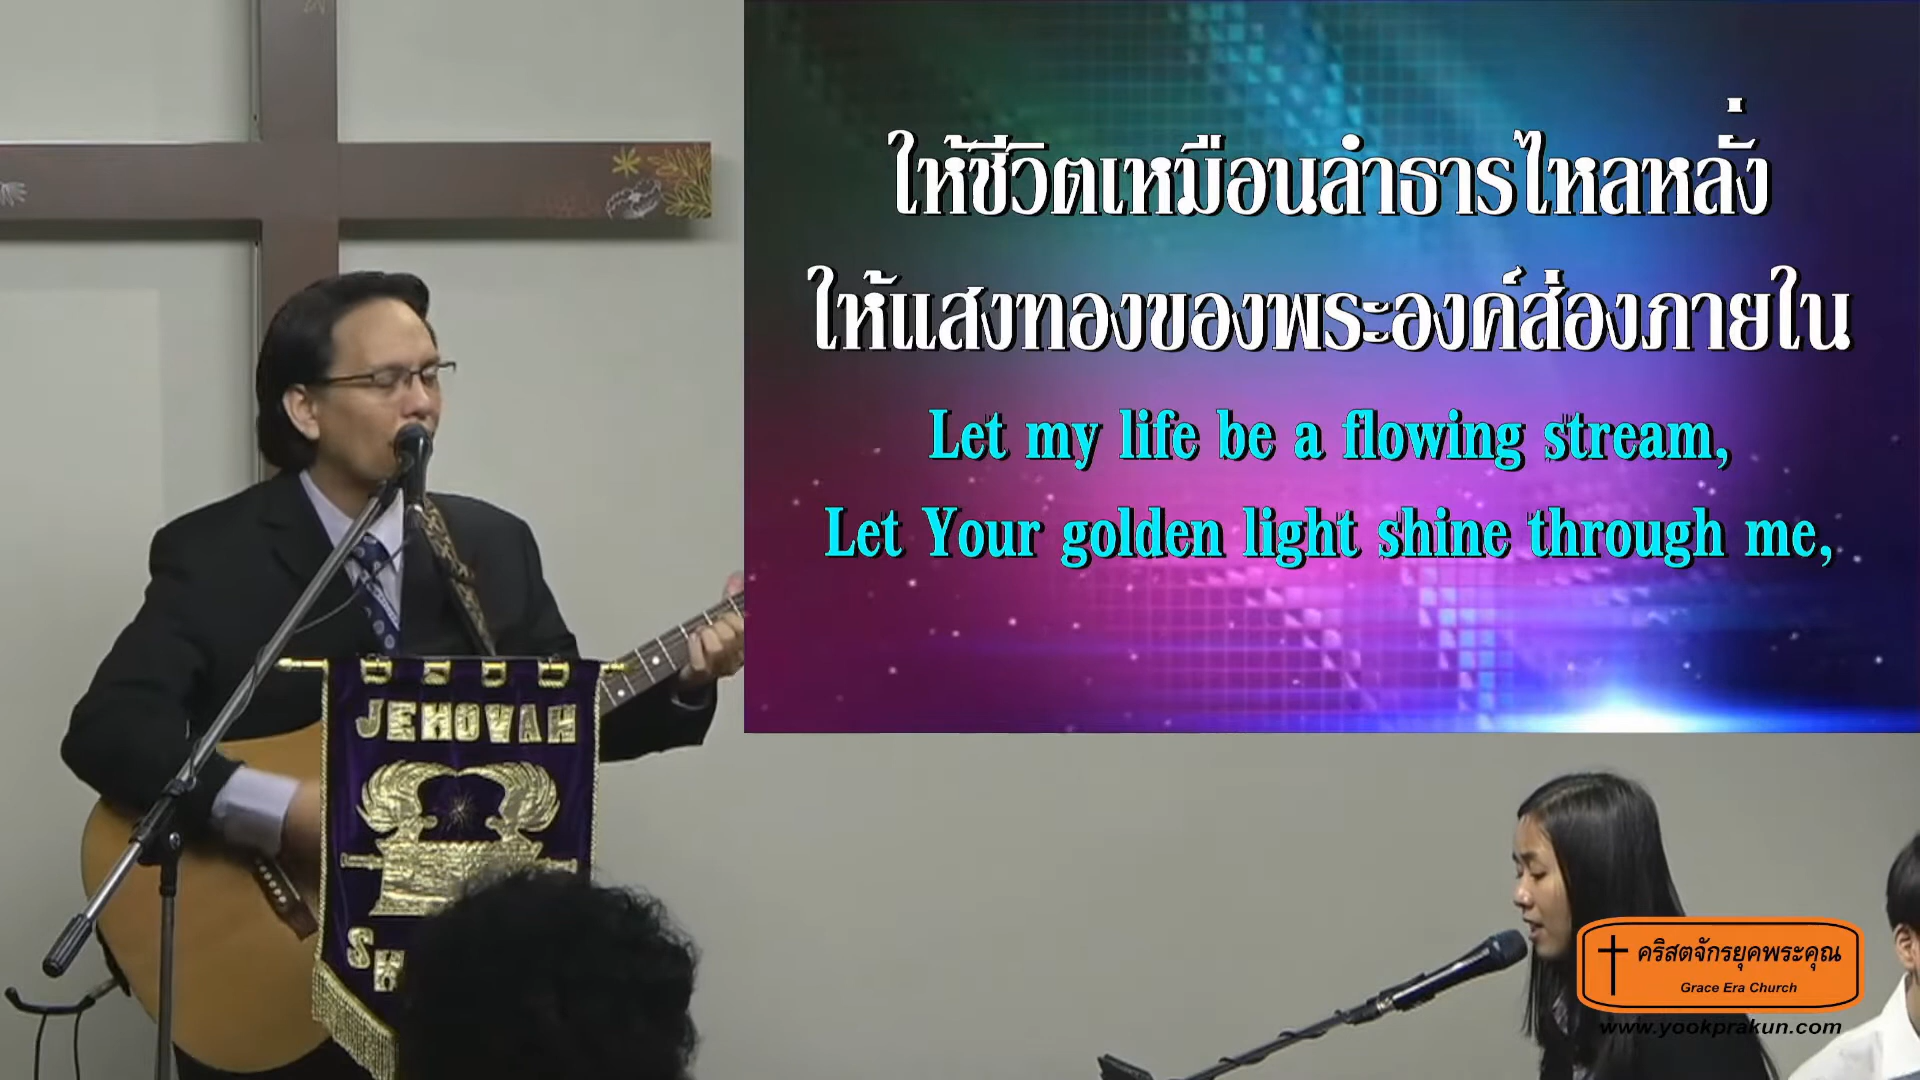 ให้ชีวิตเหมือนลำธารไหลหลั่ง
ให้แสงทองของพระองค์ส่องภายใน
Let my life be a flowing stream,
Let Your golden light shine through me,
JEHOVAH
SH
คริสตจักรยุคพระคุณ
Grace Era Church
www.yookprakun.com